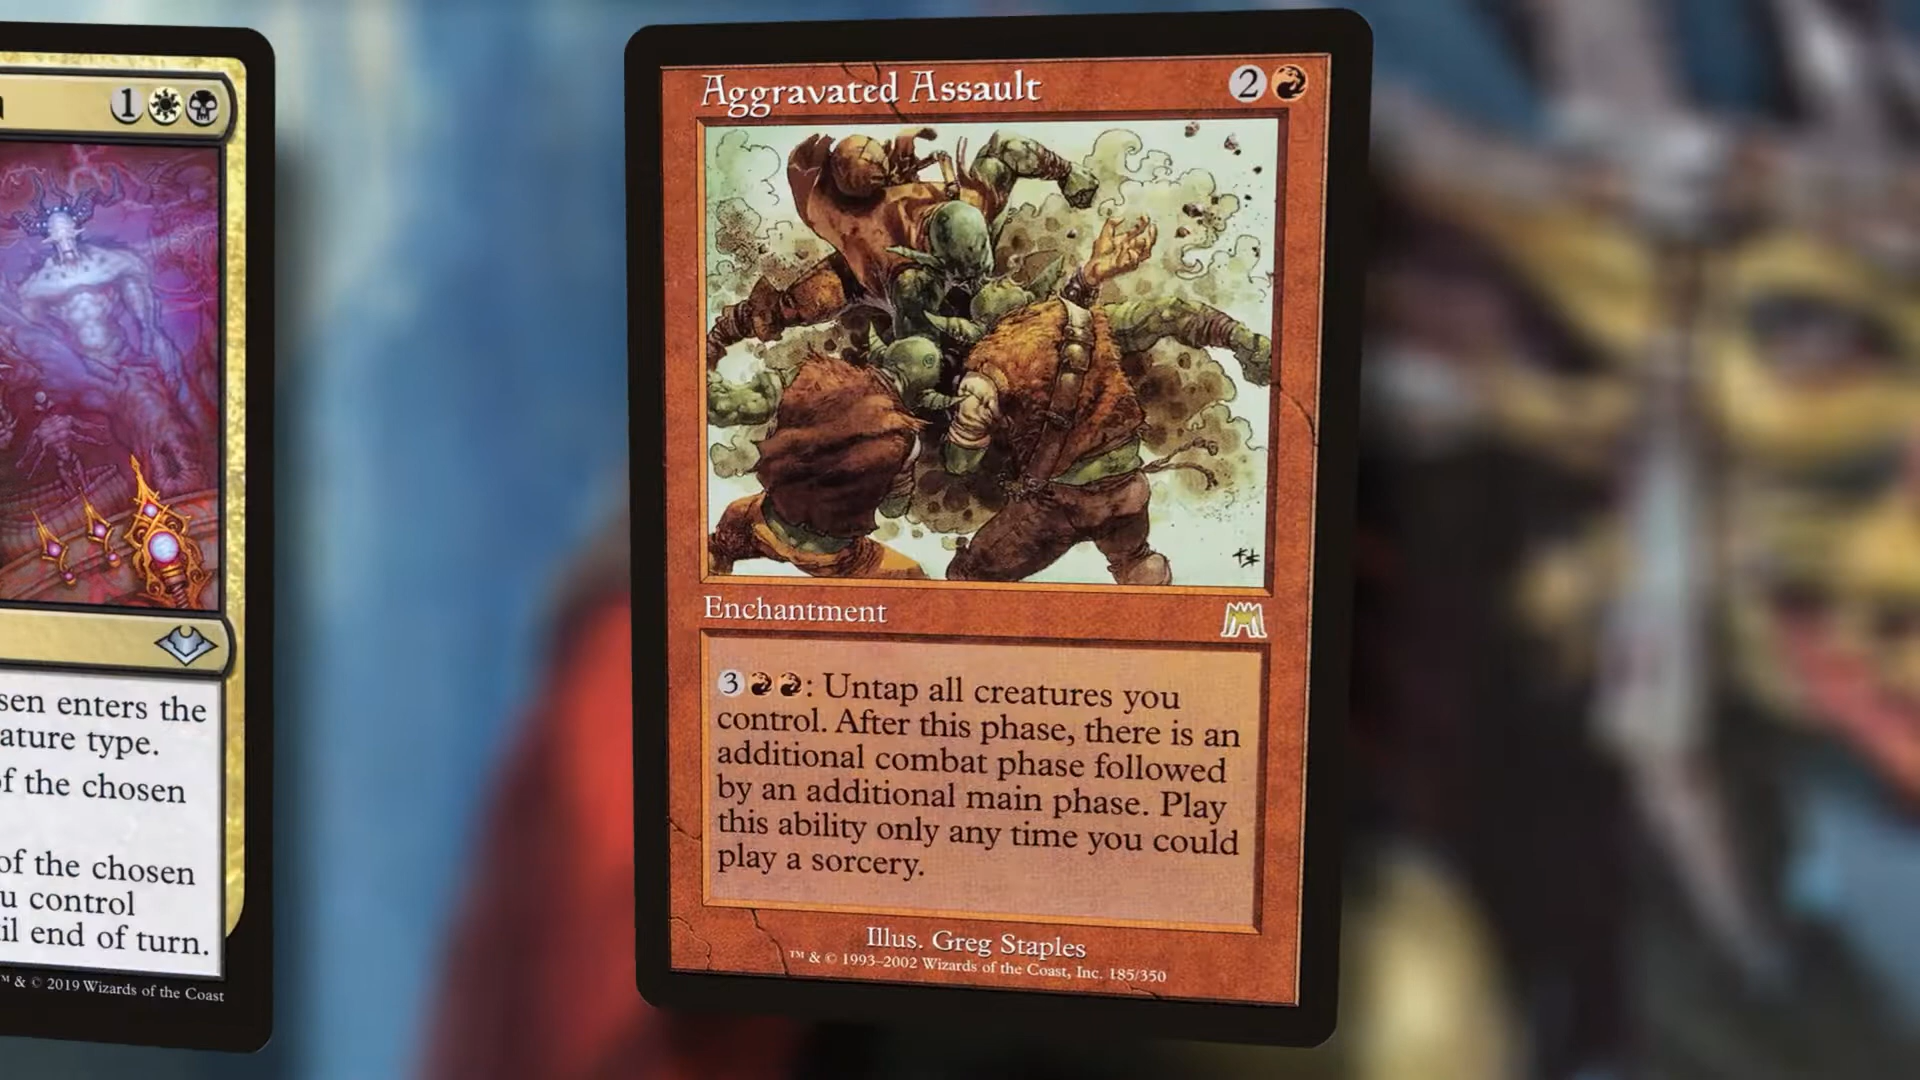 1
sen enters the
ature type.
of the chosen
of the chosen
u control
il end of turn.
™ & © 2019 Wizards of the Coast
Aggravated Assault
2
Enchantment
3: Untap all creatures you
control. After this phase, there is an
additional combat phase followed
by an additional main phase. Play
this ability only any time you could
play a sorcery.
Illus. Greg Staples
™ & © 1993–2002 Wizards of the Coast, Inc. 185/350